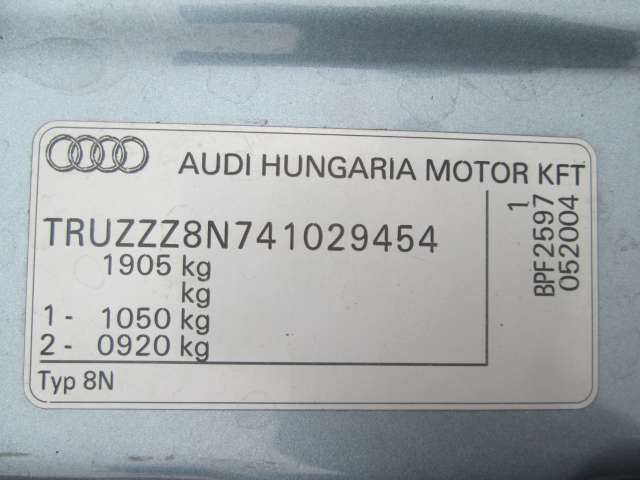 AUDI HUNGARIA MOTOR KFT
TRUZZZ8N741029454
1905 kg
kg
1 - 1050 kg
2 - 0920 kg
Typ 8N
1
BPF2597
052004